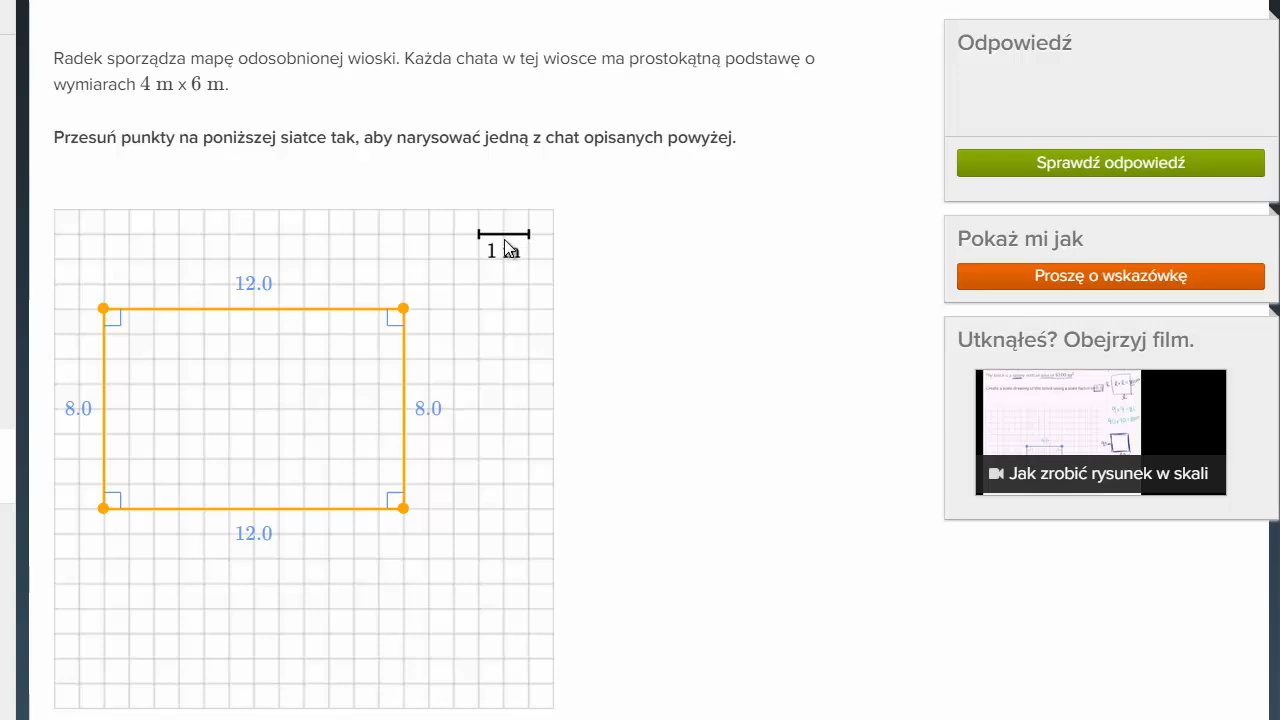 Radek sporządza mapę odosobnionej wioski. Każda chata w tej wiosce ma prostokątną podstawę o
wymiarach 4 m x 6 m.
Przesuń punkty na poniższej siatce tak, aby narysować jedną z chat opisanych powyżej.
1
12.0
8.0
8.0
12.0
Odpowiedź
Sprawdź odpowiedź
Pokaż mi jak
Proszę o wskazówkę
Utknąłeś? Obejrzyj film.
Jak zrobić rysunek w skali